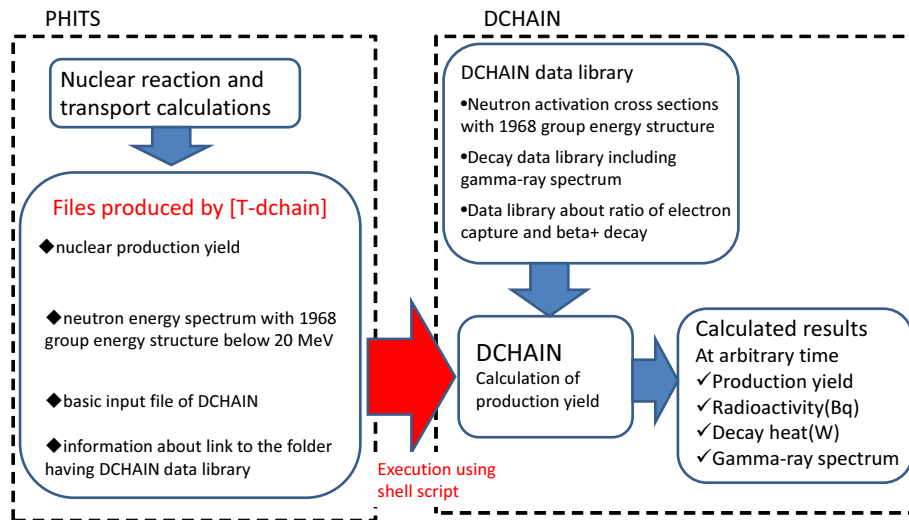 PHITS
Nuclear reaction and
transport calculations
Files produced by [T-dchain]
◆nuclear production yield
◆neutron energy spectrum with 1968
group energy structure below 20 MeV
◆basic input file of DCHAIN
◆information about link to the folder
having DCHAIN data library
Execution using
shell script
DCHAIN
DCHAIN data library
•Neutron activation cross sections
with 1968 group energy structure
•Decay data library including
gamma-ray spectrum
•Data library about ratio of electron
capture and beta+ decay
DCHAIN
Calculation of
production yield
Calculated results
At arbitrary time
✓Production yield
✓Radioactivity(Bq)
✓Decay heat(W)
✓Gamma-ray spectrum